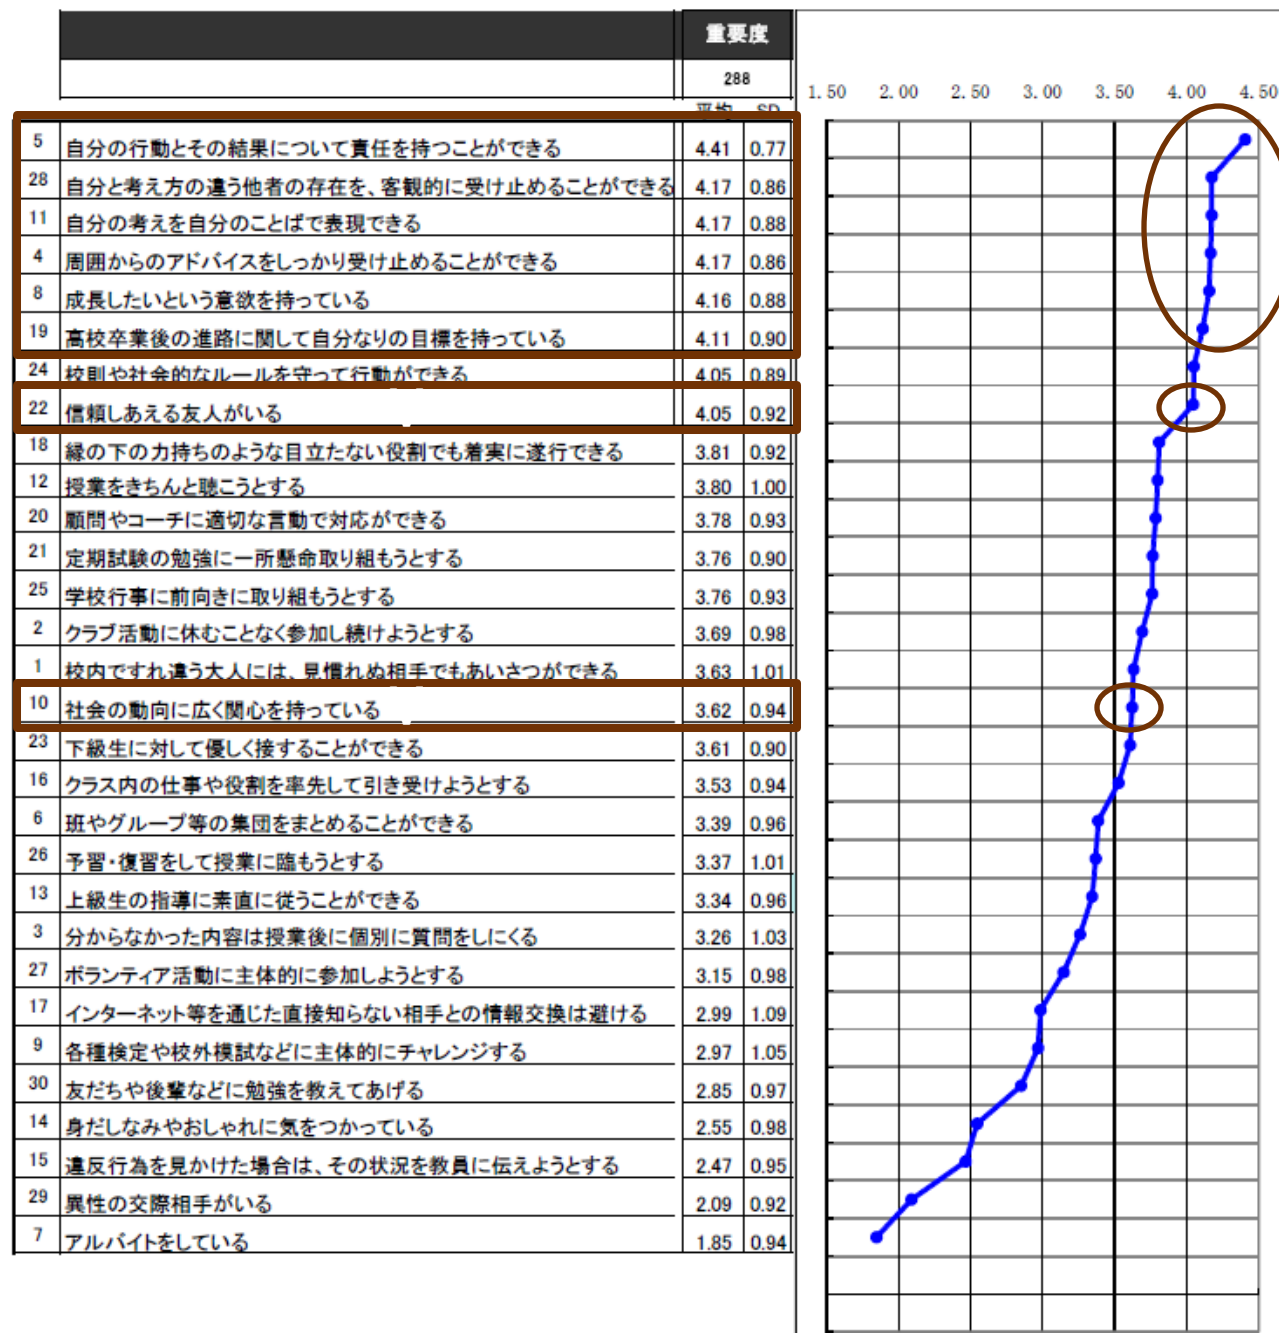 重要度
288
平均 SD
1.50 2.00 2.50 3.00 3.50 4.00 4.50
5 自分の行動とその結果について責任を持つことができる 4.41 0.77
28 自分と考え方の違う他者の存在を、客観的に受け止めることができる 4.17 0.86
11 自分の考えを自分のことばで表現できる 4.17 0.88
4 周囲からのアドバイスをしっかり受け止めることができる 4.17 0.86
8 成長したいという意欲を持っている 4.16 0.88
19 高校卒業後の進路に関して自分なりの目標を持っている 4.11 0.90
24 校則や社会的なルールを守って行動ができる 4.05 0.89
22 信頼しあえる友人がいる 4.05 0.92
18 縁の下の力持ちのような目立たない役割でも着実に遂行できる 3.81 0.92
12 授業をきちんと聴こうとする 3.80 1.00
20 顧問やコーチに適切な言動で対応ができる 3.78 0.93
21 定期試験の勉強に一所懸命取り組もうとする 3.76 0.90
25 学校行事に前向きに取り組もうとする 3.76 0.93
2 クラブ活動に休むことなく参加し続けようとする 3.69 0.98
1 校内ですれ違う大人には、見慣れぬ相手でもあいさつができる 3.63 1.01
10 社会の動向に広く関心を持っている 3.62 0.94
23 下級生に対して優しく接することができる 3.61 0.90
16 クラス内の仕事や役割を率先して引き受けようとする 3.53 0.94
6 班やグループ等の集団をまとめることができる 3.39 0.96
26 予習・復習をして授業に臨もうとする 3.37 1.01
13 上級生の指導に素直に従うことができる 3.34 0.96
3 分からなかった内容は授業後に個別に質問をしにくる 3.26 1.03
27 ボランティア活動に主体的に参加しようとする 3.15 0.98
17 インターネット等を通じた直接知らない相手との情報交換は避ける 2.99 1.09
9 各種検定や校外模試などに主体的にチャレンジする 2.97 1.05
30 友だちや後輩などに勉強を教えてあげる 2.85 0.97
14 身だしなみやおしゃれに気をつかっている 2.55 0.98
15 違反行為を見かけた場合は、その状況を教員に伝えようとする 2.47 0.95
29 異性の交際相手がいる 2.09 0.92
7 アルバイトをしている 1.85 0.94